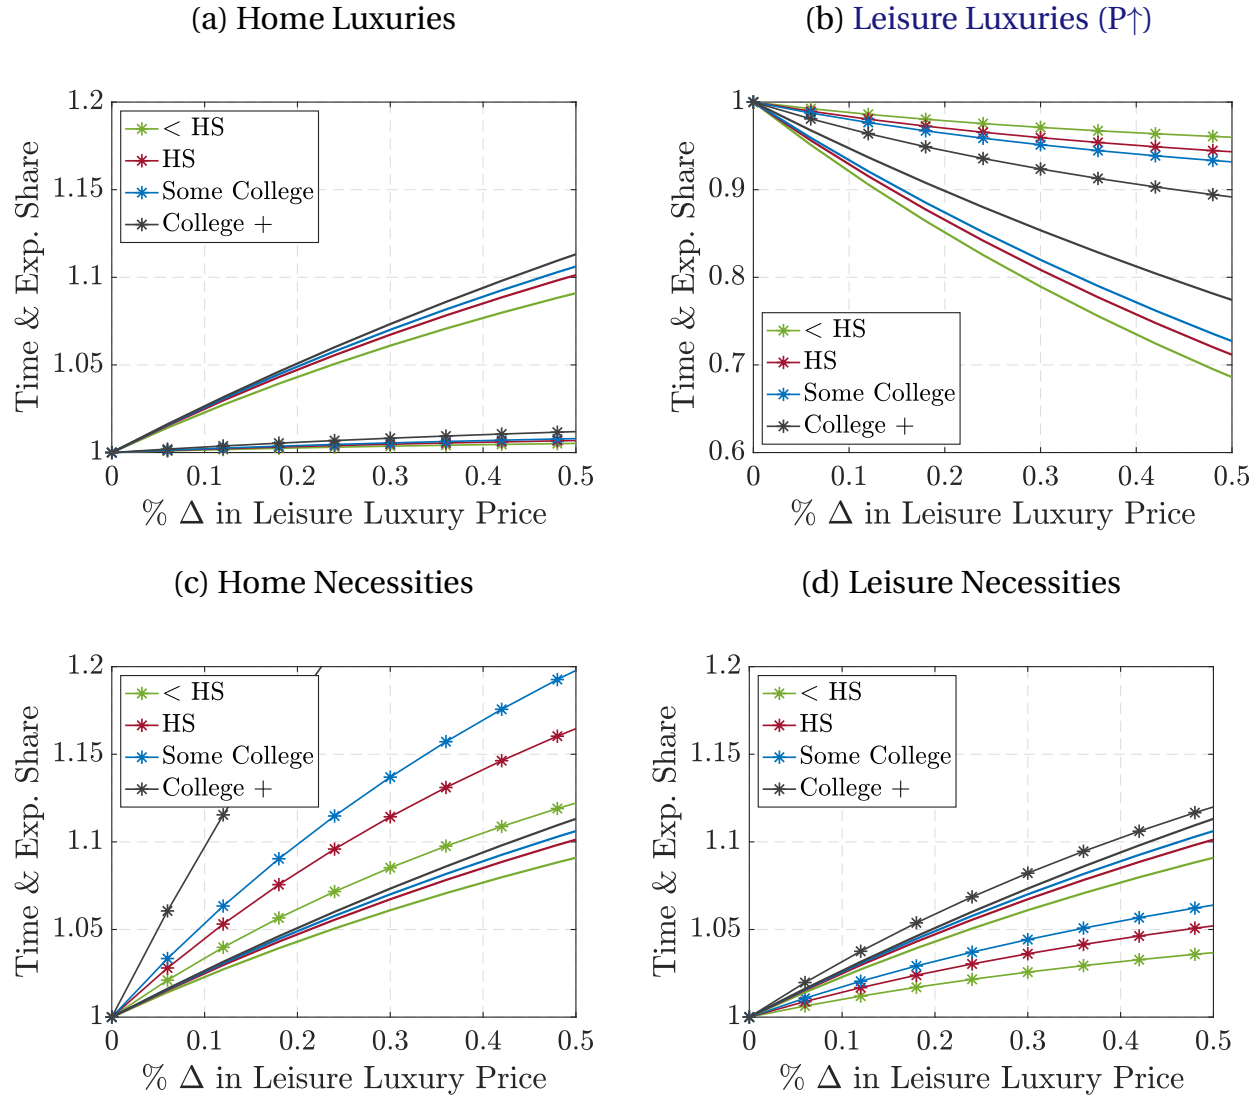 (a) Home Luxuries
Time & Exp. Share
1.2
1.15
1.1
1.05
1
< HS
HS
Some College
College +
0 0.1 0.2 0.3 0.4 0.5
% Δ in Leisure Luxury Price
(b) Leisure Luxuries (P↑)
Time & Exp. Share
1
0.9
0.8
0.7
0.6
< HS
HS
Some College
College +
0 0.1 0.2 0.3 0.4 0.5
% Δ in Leisure Luxury Price
(c) Home Necessities
Time & Exp. Share
1.2
1.15
1.1
1.05
1
< HS
HS
Some College
College +
0 0.1 0.2 0.3 0.4 0.5
% Δ in Leisure Luxury Price
(d) Leisure Necessities
Time & Exp. Share
1.2
1.15
1.1
1.05
1
< HS
HS
Some College
College +
0 0.1 0.2 0.3 0.4 0.5
% Δ in Leisure Luxury Price